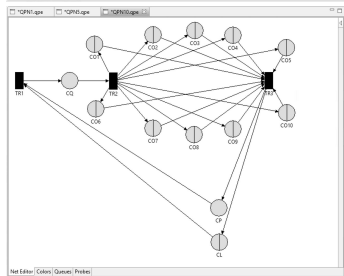 *QPN1.qpe *QPN5.qpe *QPN10.qpe
CO2 CO3 CO4
CO1 CO5
TR1 CQ TR2 TR3
CO6 CO10
CO7 CO8 CO9
CP
CL
Net Editor Colors Queues Probes